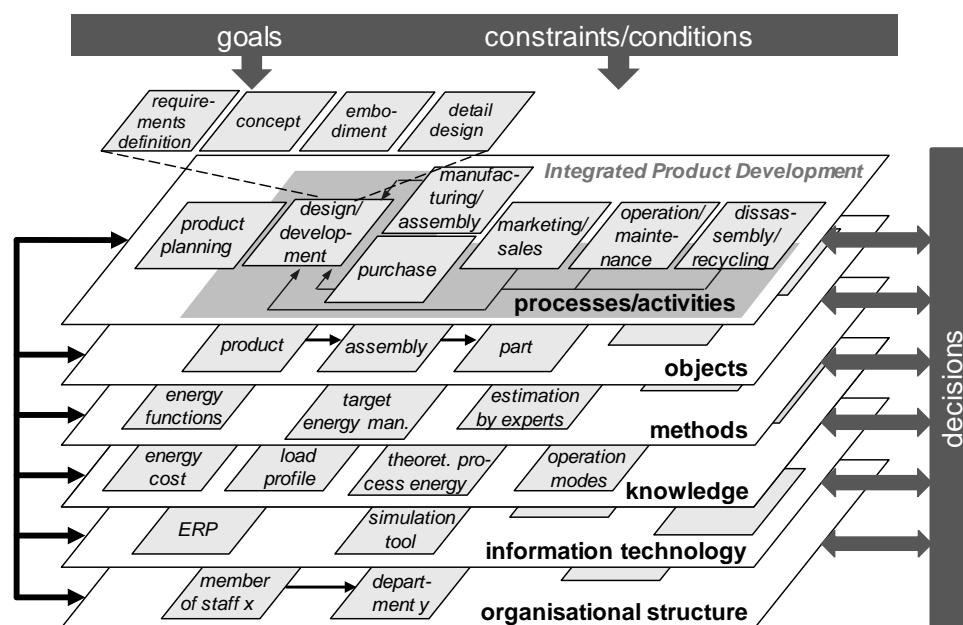 goals
constraints/conditions
require-
ments
definition
concept
embo-
diment
detail
design
Integrated Product Development
product
planning
design/
develop-
ment
manufac-
turing/
assembly
purchase
marketing/
sales
operation/
mainte-
nance
dissas-
sembly/
recycling
processes/activities
product
assembly
part
objects
energy
functions
target
energy man.
estimation
by experts
methods
energy
cost
load
profile
theoret. pro-
cess energy
operation
modes
knowledge
ERP
simulation
tool
information technology
member
of staff x
depart-
ment y
organisational structure
decisions